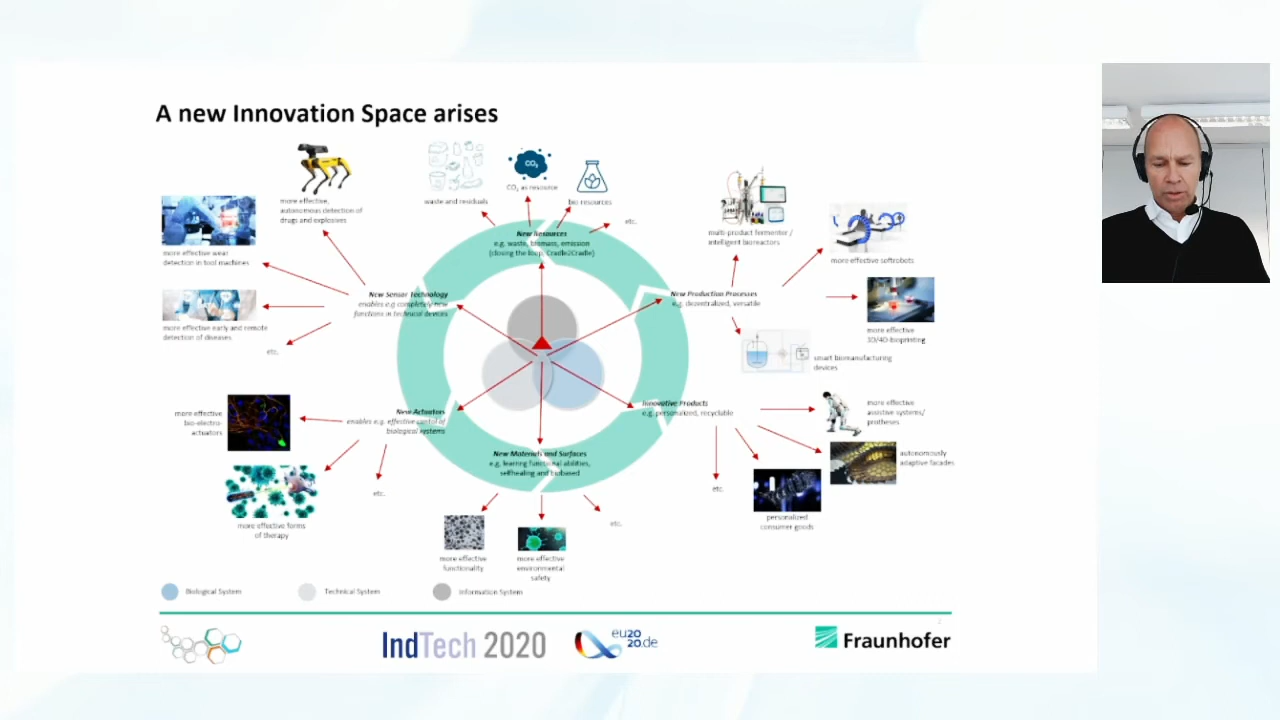 A new Innovation Space arises
more effective,
autonomous detection of
drugs and explosives
more effective wear
detection in tool machines
more effective early and remote
detection of diseases
etc.
New Sensor Technology
enables e.g completely new
functions in technical devices
waste and residuals
CO₂
CO₂ as resource
bio resources
etc.
New Resources
e.g. waste, biomass, emission
(closing the loop, Cradle2Cradle)
multi-product fermenter /
intelligent bioreactors
more effective softrobots
more effective
3D/4D-bioprinting
smart biomanufacturing
devices
New Production Processes
e.g. decentralized, versatile
Innovative Products
e.g. personalized, recyclable
more effective
assistive systems/
protheses
autonomously
adaptive facades
personalized
consumer goods
etc.
New Actuators
enables e.g. effective contol of
biological systems
more effective
bio-electro-
actuators
more effective forms
of therapy
etc.
New Materials and Surfaces
e.g. learing functional abilities,
selfhealing and biobased
more effective
functionality
more effective
environmental
safety
etc.
Biological System
Technical System
Information System
IndTech 2020
eu20
20.de
Fraunhofer